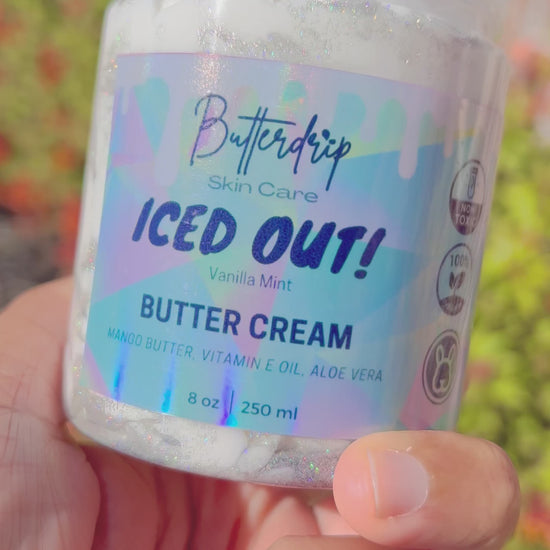 Butterdrip
Skin Care
ICED OUT!
Vanilla Mint
BUTTER CREAM
MANGO BUTTER, VITAMIN E OIL, ALOE VERA
8 oz | 250 ml
100%